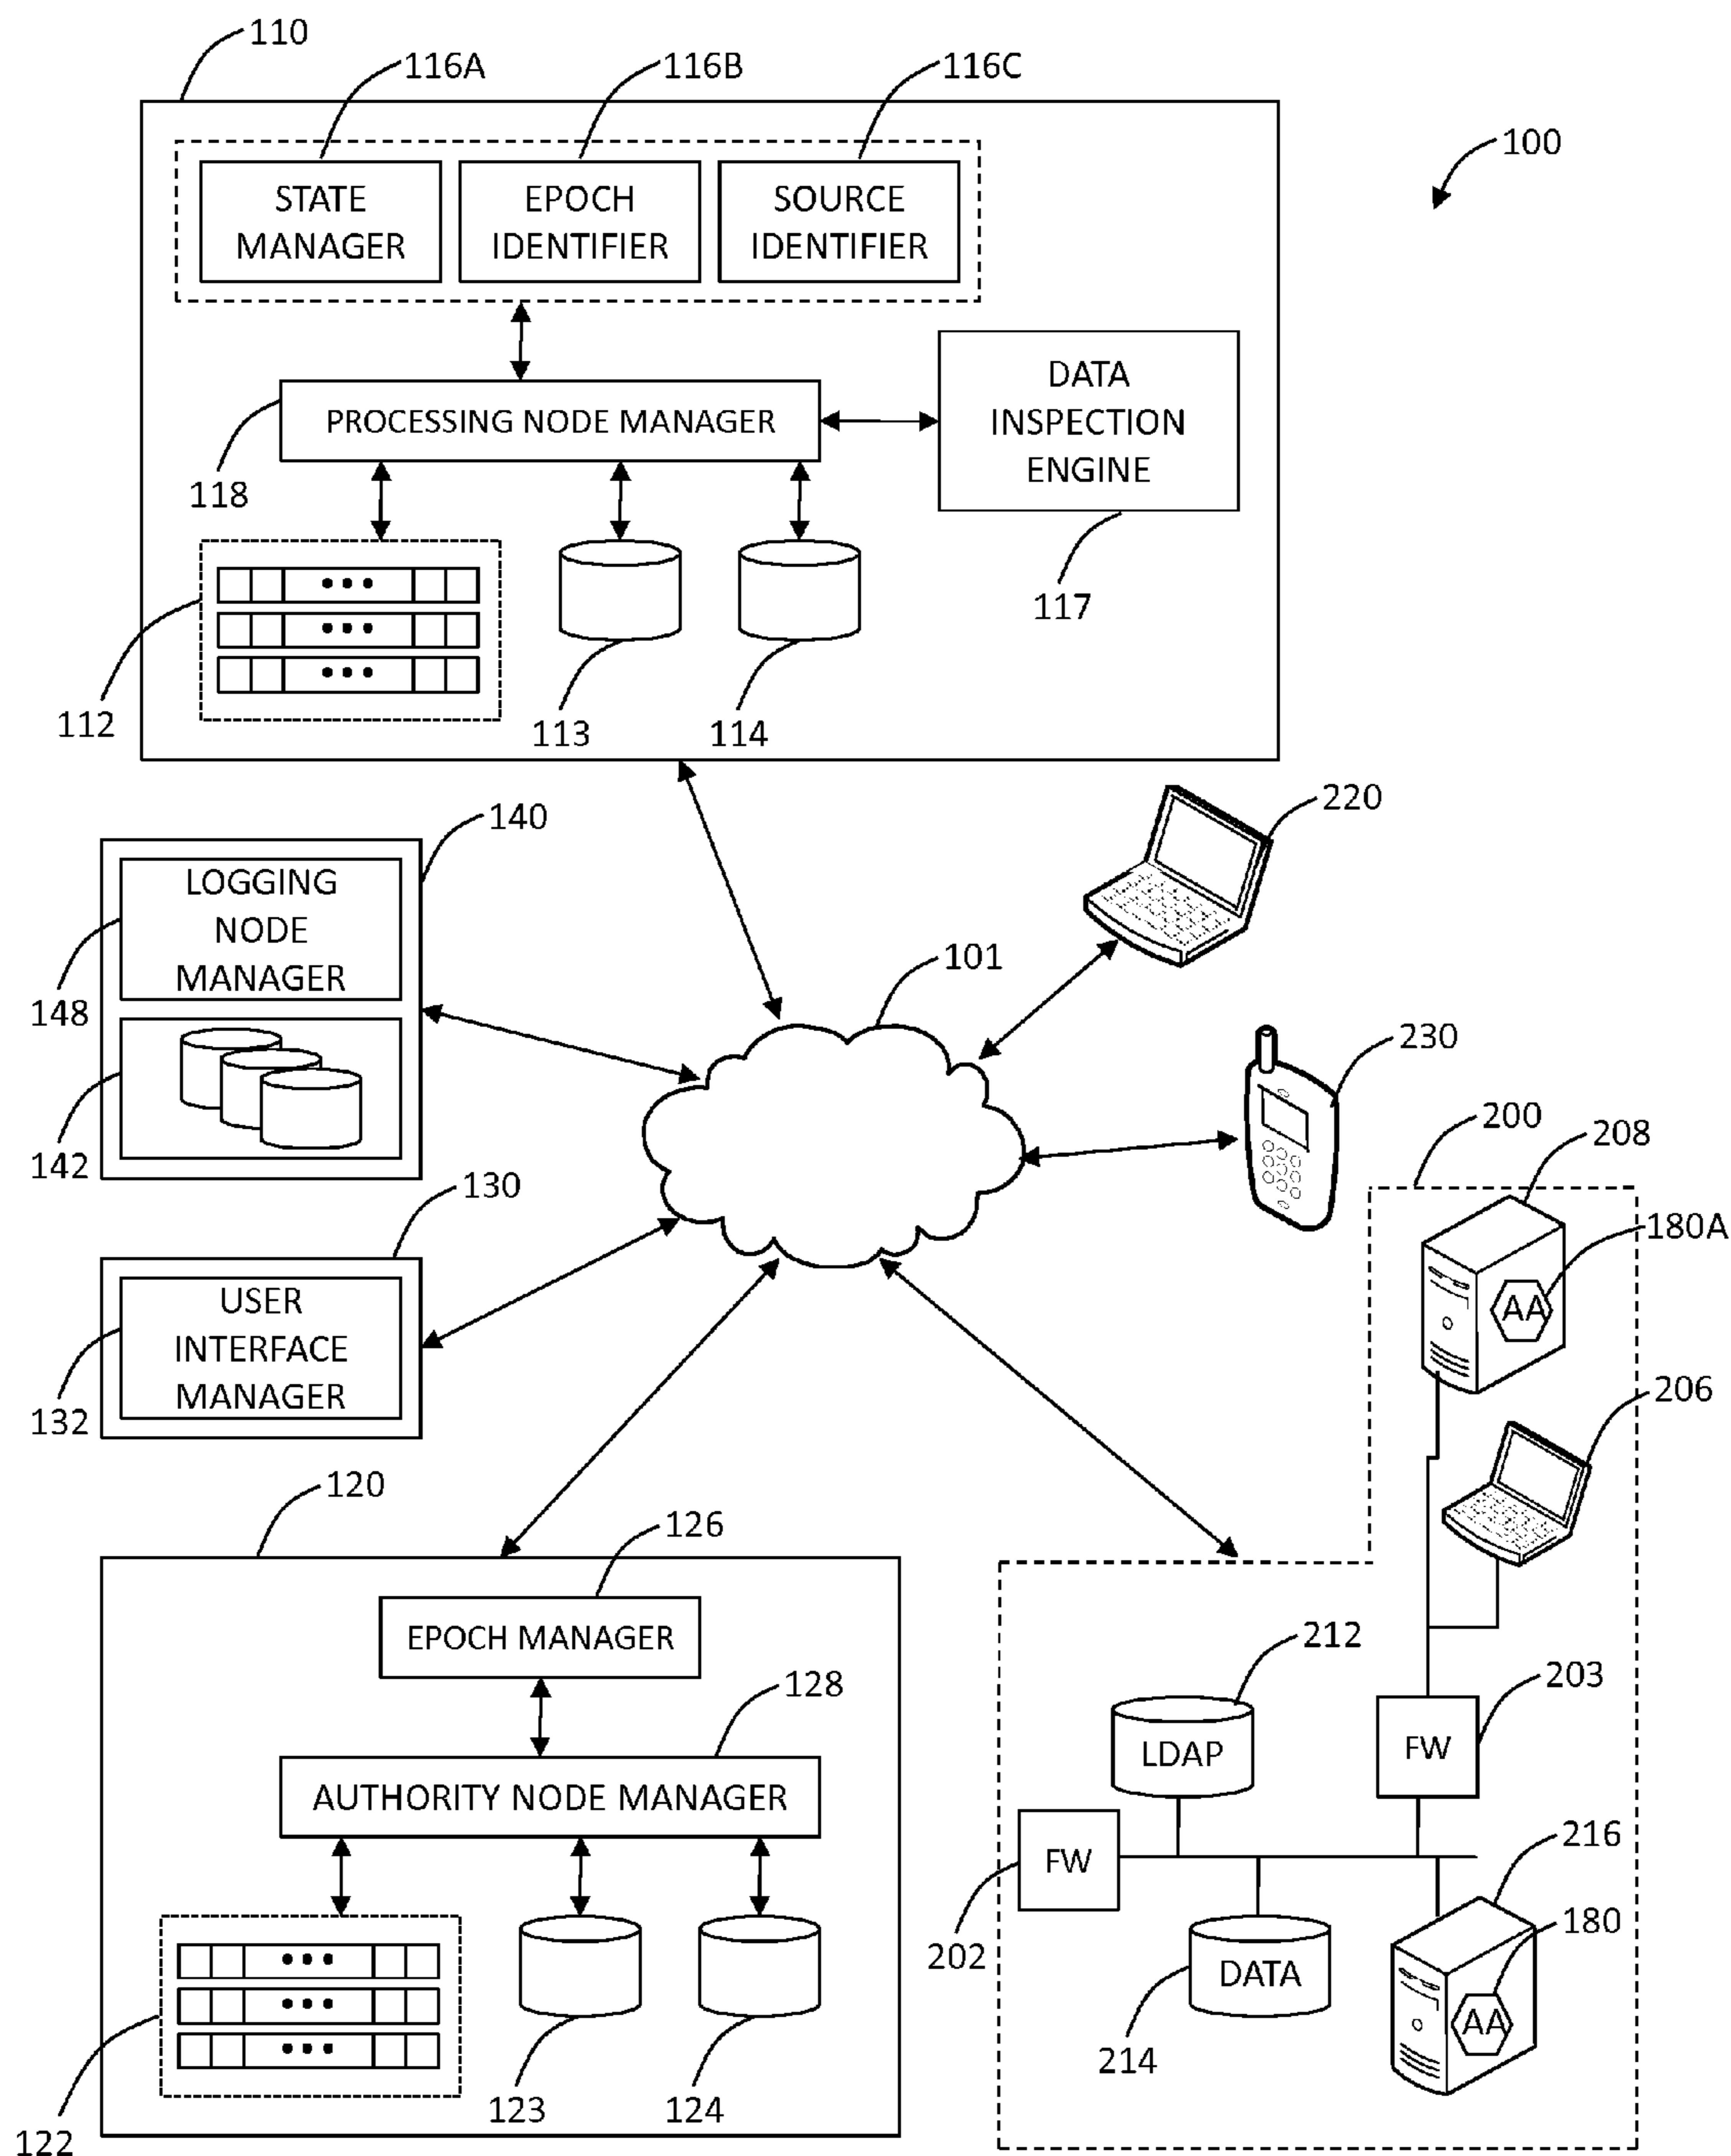 110
116A
116B
116C
100
STATE
MANAGER
EPOCH
IDENTIFIER
SOURCE
IDENTIFIER
DATA
INSPECTION
ENGINE
PROCESSING NODE MANAGER
118
117
112
113
114
220
140
LOGGING
NODE
MANAGER
148
101
142
230
200
208
180A
AA
130
USER
INTERFACE
MANAGER
132
206
120
126
EPOCH MANAGER
212
128
203
LDAP
FW
AUTHORITY NODE MANAGER
216
FW
202
180
DATA
AA
214
122
123
124